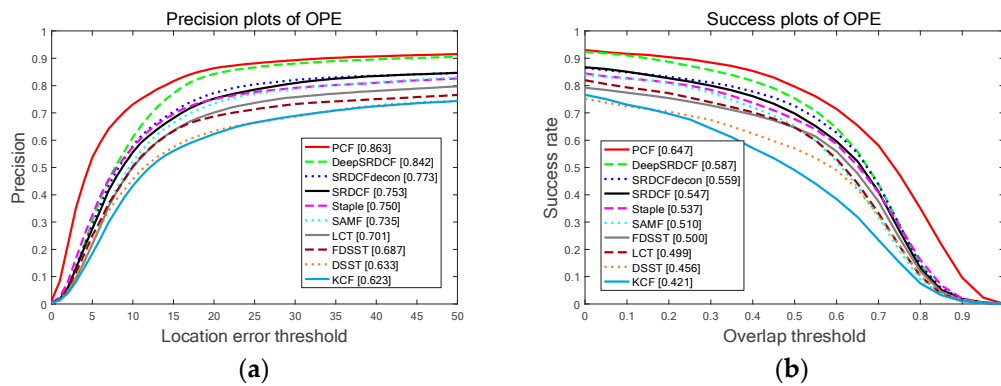 Precision plots of OPE
1
0.9
0.8
0.7
0.6
0.5
0.4
0.3
0.2
0.1
0
Precision
PCF [0.863]
DeepSRDCF [0.842]
SRDCFdecon [0.773]
SRDCF [0.753]
Staple [0.750]
SAMF [0.735]
LCT [0.701]
FDSST [0.687]
DSST [0.633]
KCF [0.623]
0 5 10 15 20 25 30 35 40 45 50
Location error threshold
(a)
Success plots of OPE
1
0.9
0.8
0.7
0.6
0.5
0.4
0.3
0.2
0.1
0
Success rate
PCF [0.647]
DeepSRDCF [0.587]
SRDCFdecon [0.559]
SRDCF [0.547]
Staple [0.537]
SAMF [0.510]
FDSST [0.500]
LCT [0.499]
DSST [0.456]
KCF [0.421]
0 0.1 0.2 0.3 0.4 0.5 0.6 0.7 0.8 0.9
Overlap threshold
(b)